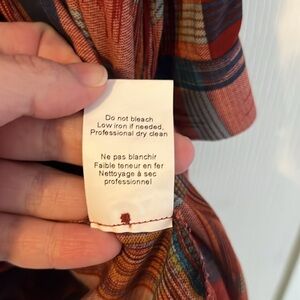 Do not bleach
Low iron if needed,
Professional dry clean
Ne pas blanchir
Faible teneur en fer
Nettoyage à sec
professionnel